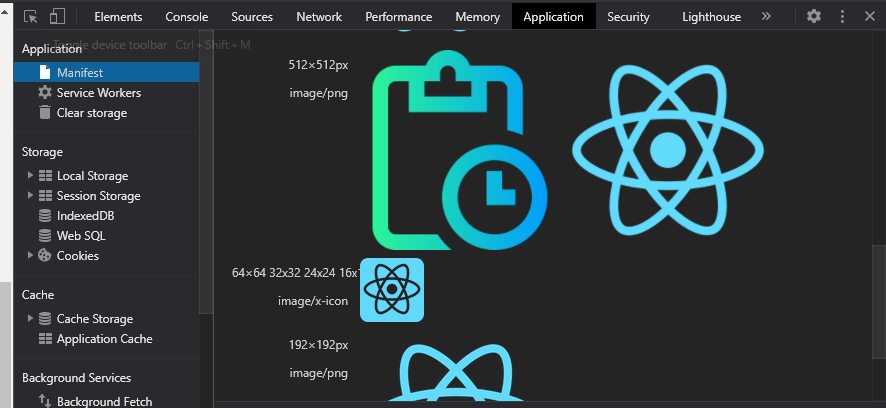 Elements Console Sources Network Performance Memory Application Security Lighthouse
Toggle device toolbar Ctrl + Shift + M
Application
Manifest
Service Workers
Clear storage
Storage
Local Storage
Session Storage
IndexedDB
Web SQL
Cookies
Cache
Cache Storage
Application Cache
Background Services
Background Fetch
512×512px
image/png
64×64 32x32 24x24 16x
image/x-icon
192×192px
image/png